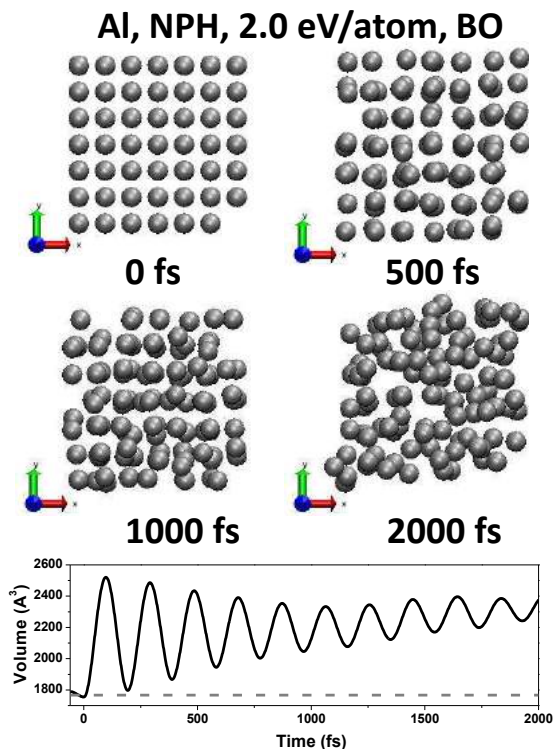 Al, NPH, 2.0 eV/atom, BO
y
x
0 fs
y
x
500 fs
y
x
1000 fs
y
x
2000 fs
Volume (A³)
2600
2400
2200
2000
1800
0
500
1000
1500
2000
Time (fs)